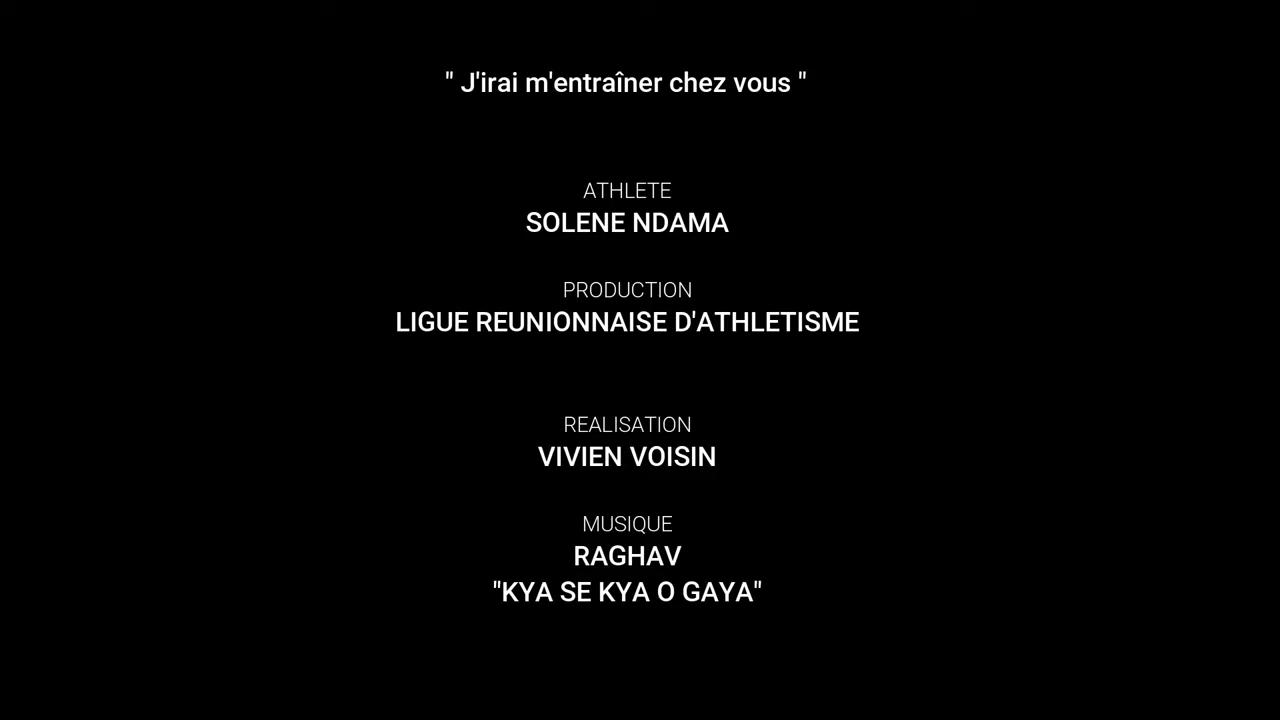 " J'irai m'entraîner chez vous "
ATHLETE
SOLENE NDAMA
PRODUCTION
LIGUE REUNIONNAISE D'ATHLETISME
REALISATION
VIVIEN VOISIN
MUSIQUE
RAGHAV
"KYA SE KYA O GAYA"